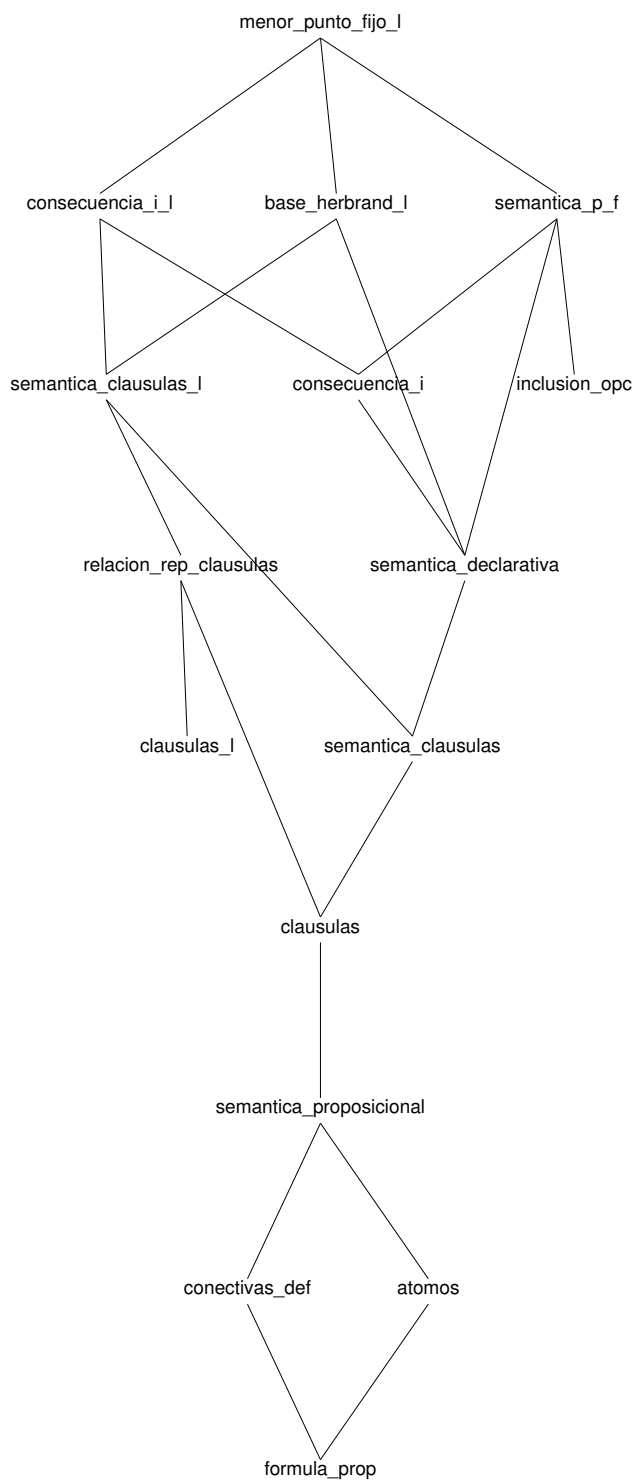 menor_punto_fijo_l
consecuencia_i_l
base_herbrand_l
semantica_p_f
semantica_clausulas_l
consecuencia_i
inclusion_opc
relacion_rep_clausulas
semantica_declarativa
clausulas_l
semantica_clausulas
clausulas
semantica_proposicional
conectivas_def
atomos
formula_prop